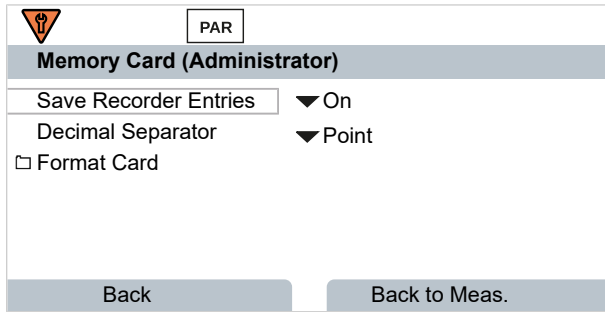 PAR
Memory Card (Administrator)
Save Recorder Entries On
Decimal Separator Point
Format Card
Back Back to Meas.